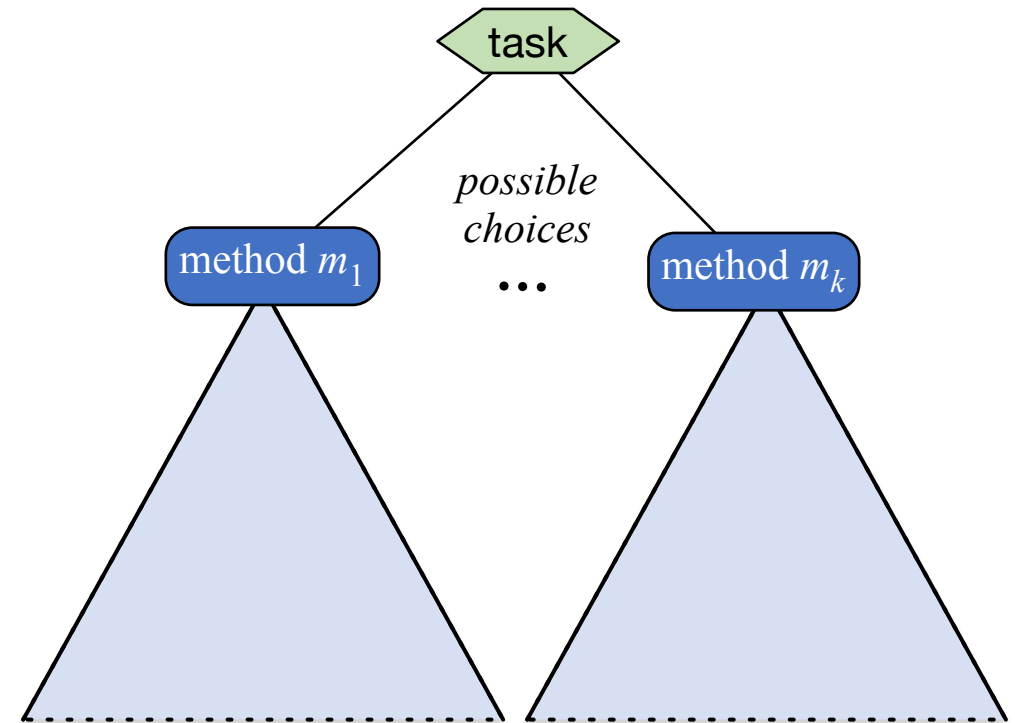 task
possible
choices
method m₁
...
method mₖ